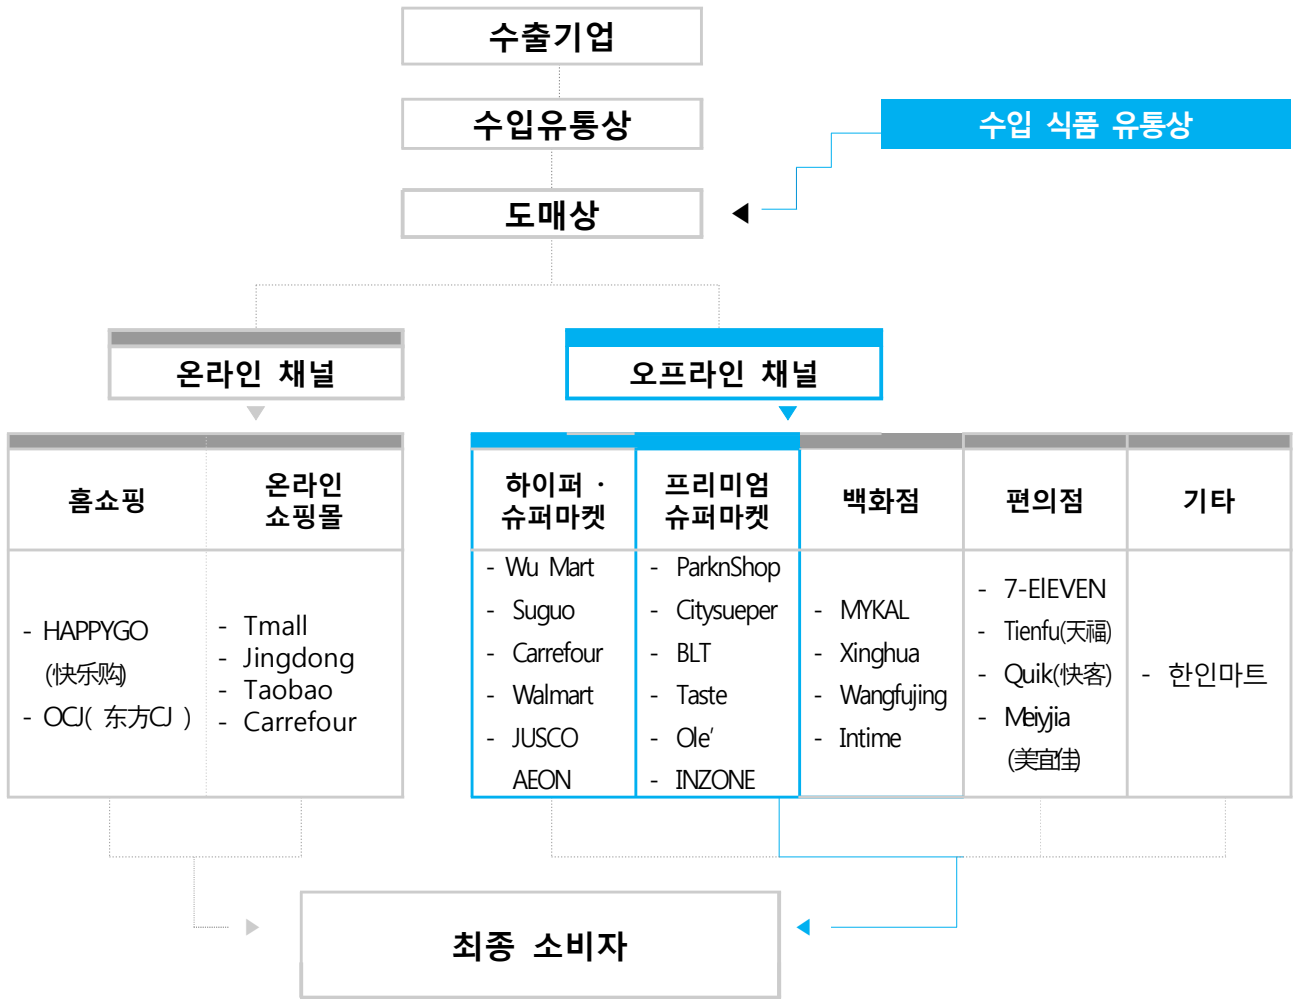 수출기업
수입유통상
수입 식품 유통상
도매상
온라인 채널
오프라인 채널
홈쇼핑
온라인
쇼핑몰
하이퍼 ·
슈퍼마켓
프리미엄
슈퍼마켓
백화점
편의점
기타
- HAPPYGO
(快乐购)
- OCJ( 东方CJ )
- Tmall
- Jingdong
- Taobao
- Carrefour
- Wu Mart
- Suguo
- Carrefour
- Walmart
- JUSCO
AEON
- ParknShop
- Citysueper
- BLT
- Taste
- Ole’
- INZONE
- MYKAL
- Xinghua
- Wangfujing
- Intime
- 7-ElEVEN
- Tienfu(天福)
- Quik(快客)
- Meiyjia
(美宜佳)
- 한인마트
최종 소비자